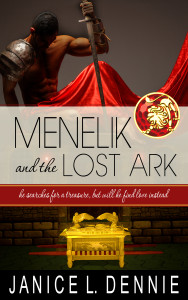 MENELIK
and the LOST ARK
he searches for a treasure, but will he find love instead
JANICE L. DENNIE